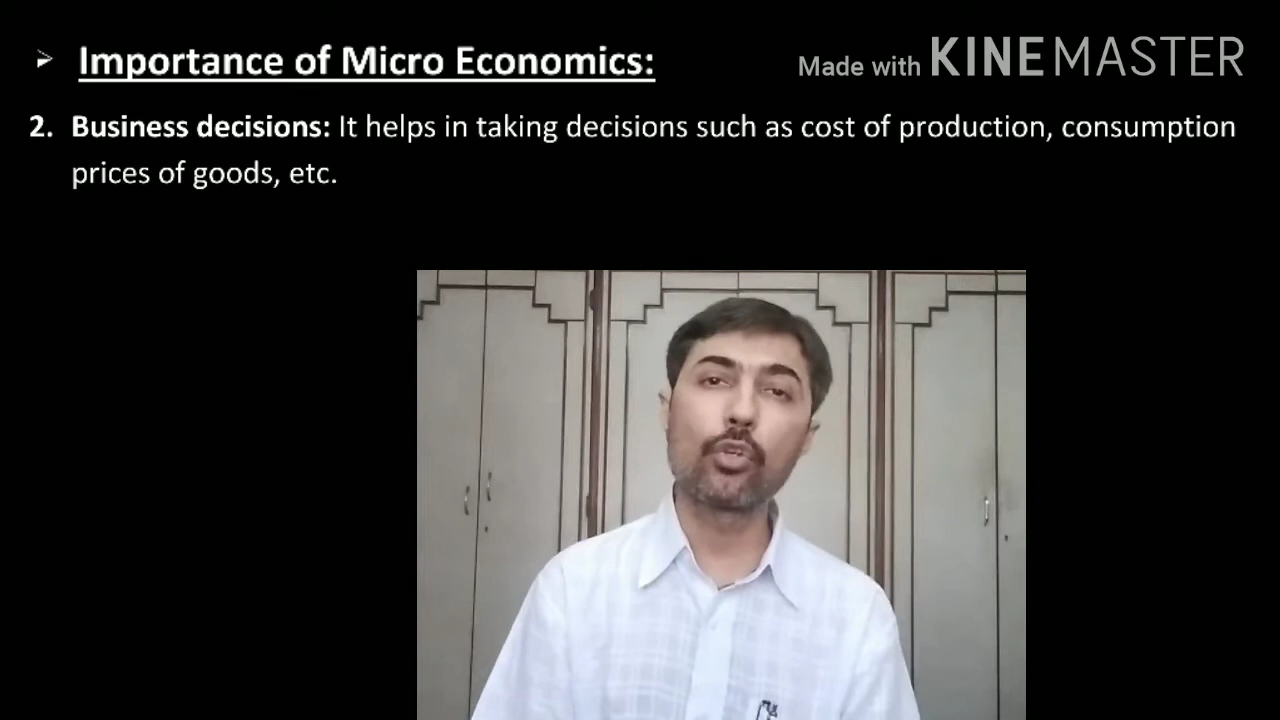 ➢ Importance of Micro Economics:
Made with KINEMASTER
2. Business decisions: It helps in taking decisions such as cost of production, consumption
prices of goods, etc.